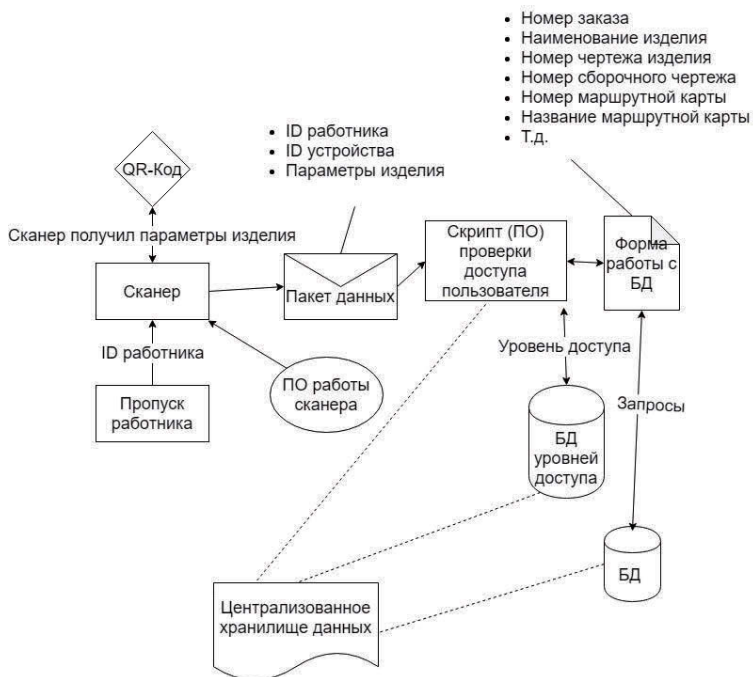 Номер заказа
Наименование изделия
Номер чертежа изделия
Номер сборочного чертежа
Номер маршрутной карты
Название маршрутной карты
Т.д.
ID работника
ID устройства
Параметры изделия
QR-Код
Сканер получил параметры изделия
Сканер
Пакет данных
Скрипт (ПО)
проверки
доступа
пользователя
Форма
работы с
БД
ID работника
Уровень доступа
Пропуск
работника
ПО работы
сканера
Запросы
БД
уровней
доступа
БД
Централизованное
хранилище данных